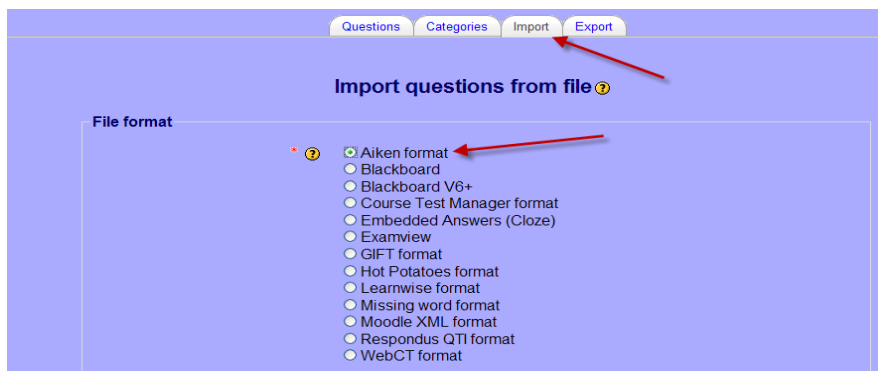 Questions Categories Import Export
Import questions from file
File format
* Aiken format
Blackboard
Blackboard V6+
Course Test Manager format
Embedded Answers (Cloze)
Examview
GIFT format
Hot Potatoes format
Learnwise format
Missing word format
Moodle XML format
Respondus QTI format
WebCT format